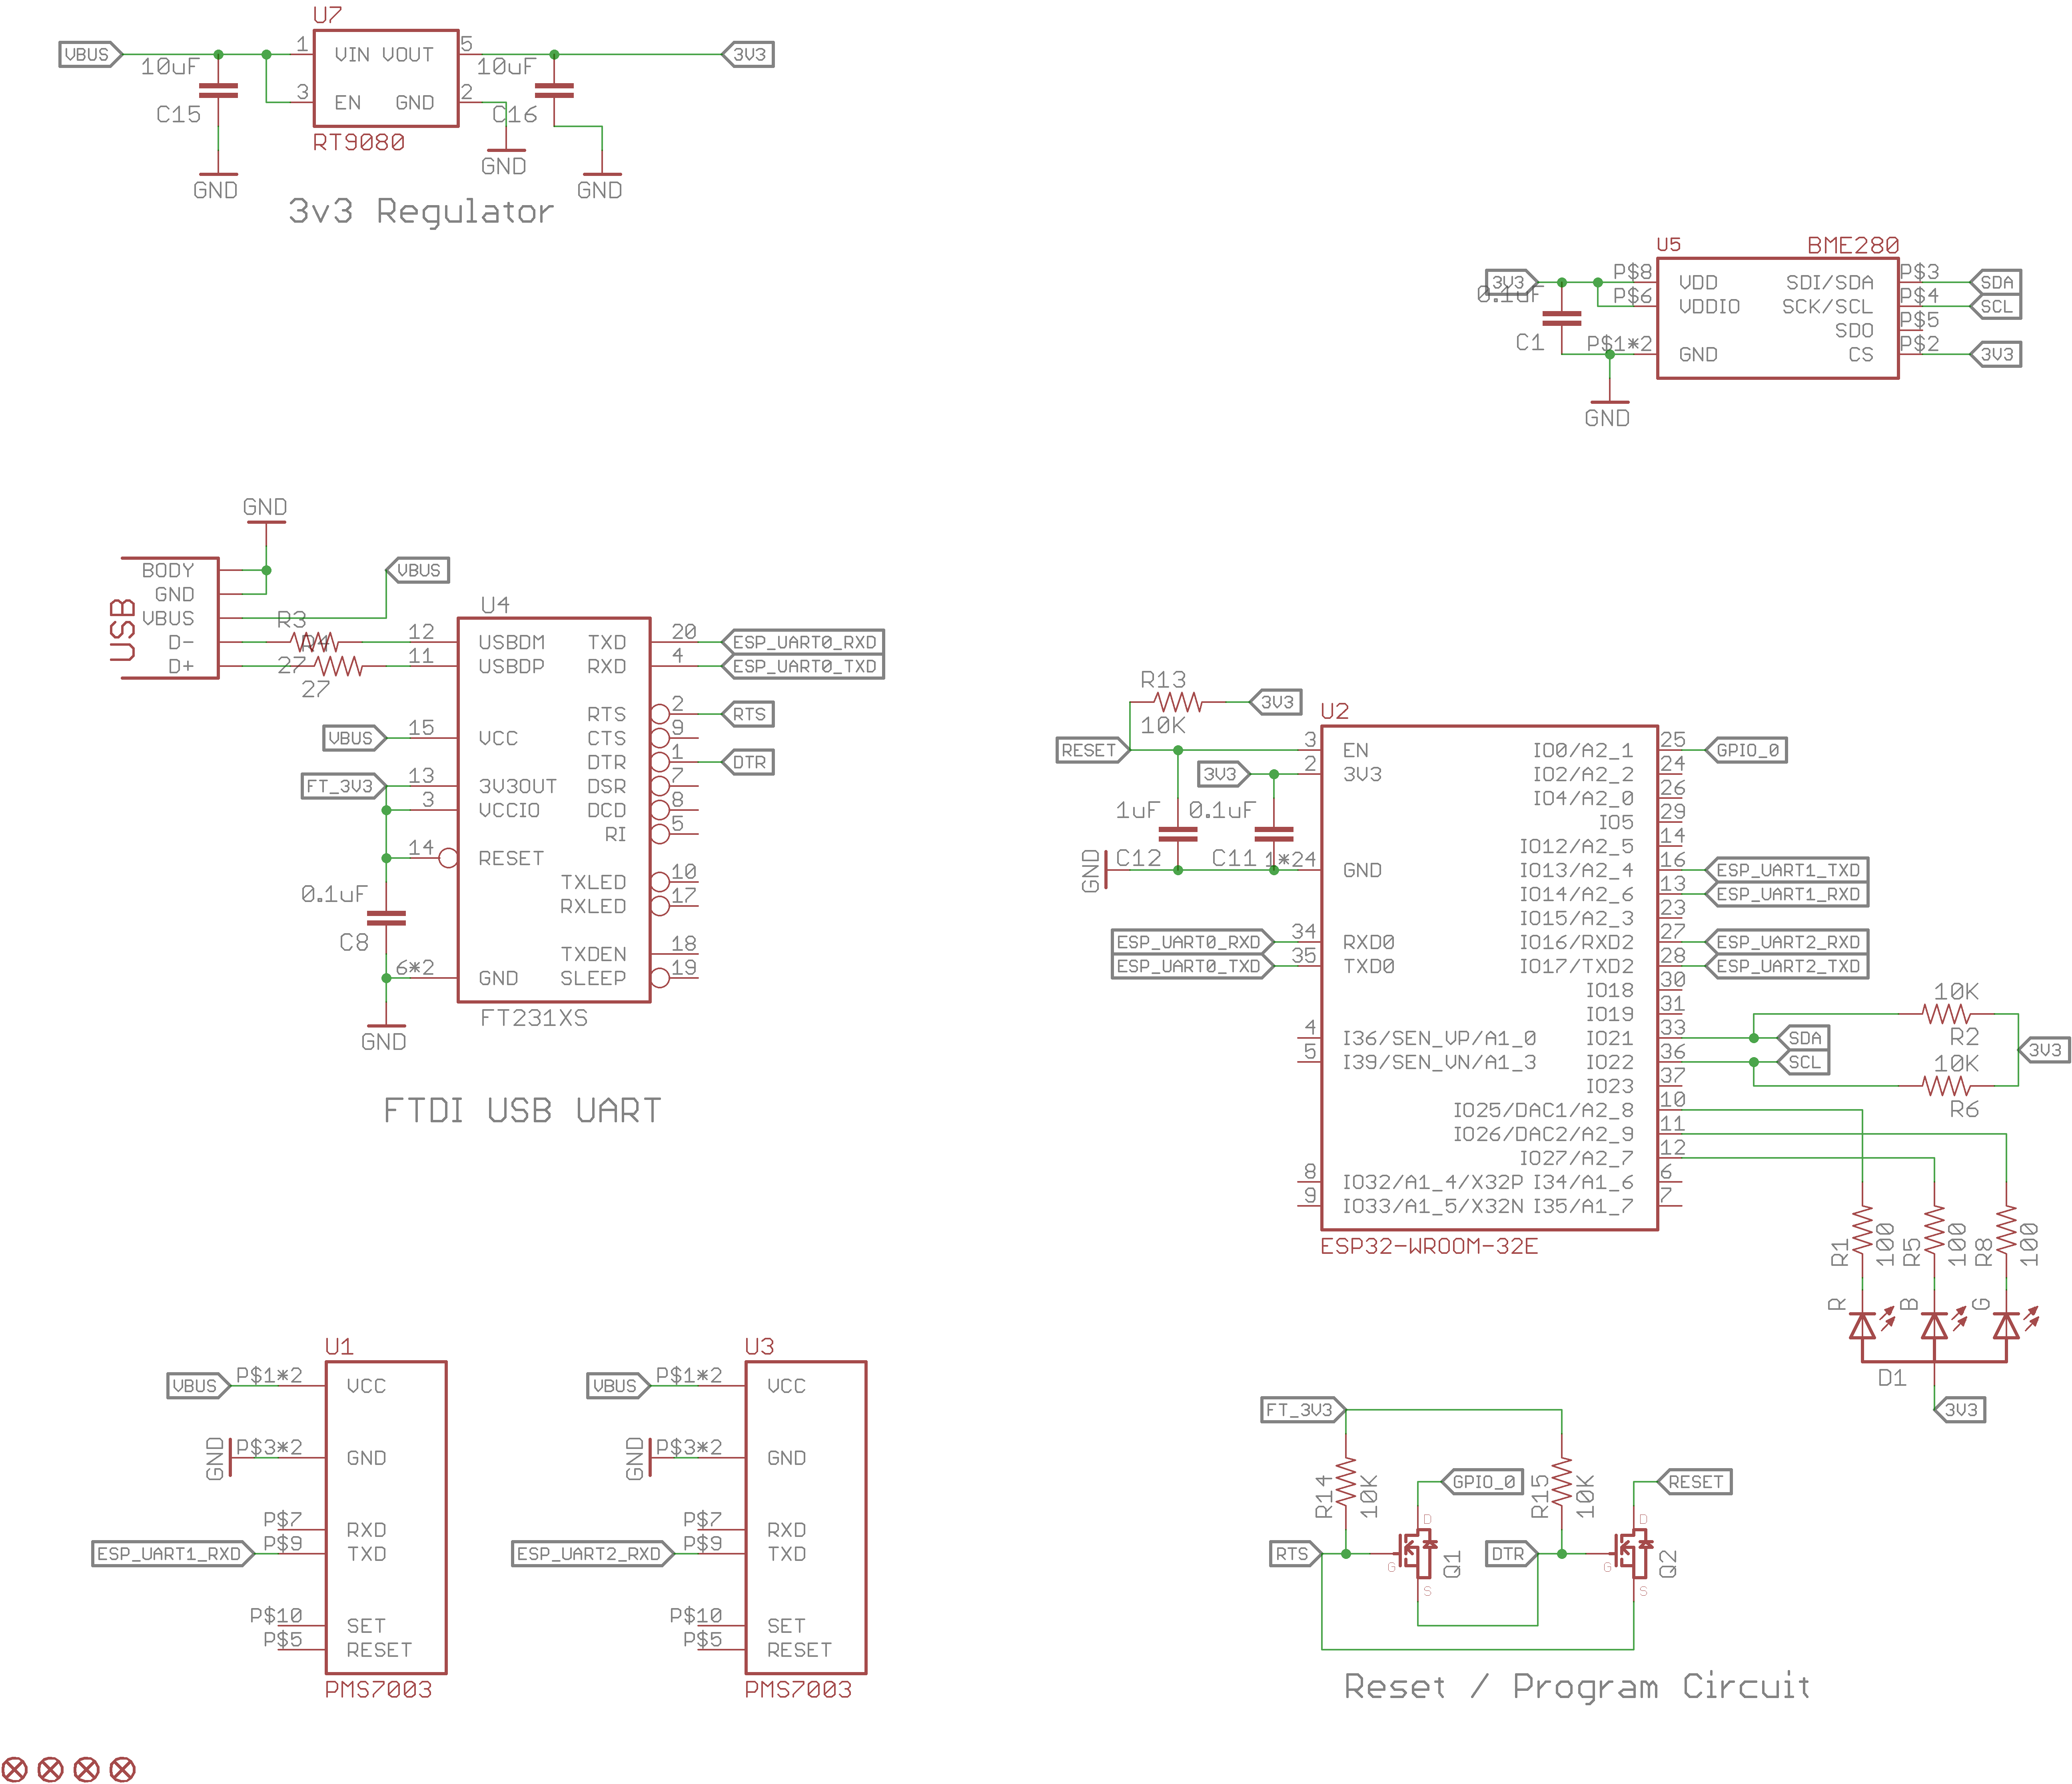 U7
VBUS
10uF
C15
1
3
VIN VOUT
EN GND
5
2
RT9080
10uF
C16
3V3
GND
GND
GND
3v3 Regulator
U5
BME280
3V3
0.1uF
C1
P$8
P$6
P$1*2
VDD
VDDIO
GND
SDI/SDA
SCK/SCL
SDO
CS
P$3
P$4
P$5
P$2
SDA
SCL
3V3
GND
GND
USB
BODY
GND
VBUS
D-
D+
VBUS
R3
R4
27
27
U4
12
11
15
13
3
14
6*2
USBDM
USBDP
VCC
3V3OUT
VCCIO
RESET
GND
TXD
RXD
RTS
CTS
DTR
DSR
DCD
RI
TXLED
RXLED
TXDEN
SLEEP
20
4
2
9
1
7
8
5
10
17
18
19
ESP_UART0_RXD
ESP_UART0_TXD
RTS
DTR
VBUS
FT_3V3
0.1uF
C8
GND
FT231XS
FTDI USB UART
R13
10K
3V3
RESET
3V3
1uF
0.1uF
C12
C11
GND
ESP_UART0_RXD
ESP_UART0_TXD
U2
3
2
1*24
34
35
4
5
8
9
EN
3V3
GND
RXD0
TXD0
I36/SEN_VP/A1_0
I39/SEN_VN/A1_3
IO32/A1_4/X32P
IO33/A1_5/X32N
IO0/A2_1
IO2/A2_2
IO4/A2_0
IO5
IO12/A2_5
IO13/A2_4
IO14/A2_6
IO15/A2_3
IO16/RXD2
IO17/TXD2
IO18
IO19
IO21
IO22
IO23
IO25/DAC1/A2_8
IO26/DAC2/A2_9
IO27/A2_7
I34/A1_6
I35/A1_7
25
24
26
29
14
16
13
23
27
28
30
31
33
36
37
10
11
12
6
7
ESP32-WROOM-32E
GPIO_0
ESP_UART1_TXD
ESP_UART1_RXD
ESP_UART2_RXD
ESP_UART2_TXD
SDA
SCL
10K
R2
10K
R6
3V3
R1
100
R5
100
R8
100
R
B
G
D1
3V3
U1
VBUS
GND
ESP_UART1_RXD
P$1*2
P$3*2
P$7
P$9
P$10
P$5
VCC
GND
RXD
TXD
SET
RESET
PMS7003
U3
VBUS
GND
ESP_UART2_RXD
P$1*2
P$3*2
P$7
P$9
P$10
P$5
VCC
GND
RXD
TXD
SET
RESET
PMS7003
FT_3V3
R14
10K
GPIO_0
R15
10K
RESET
RTS
D
G
S
Q1
DTR
D
G
S
Q2
Reset / Program Circuit